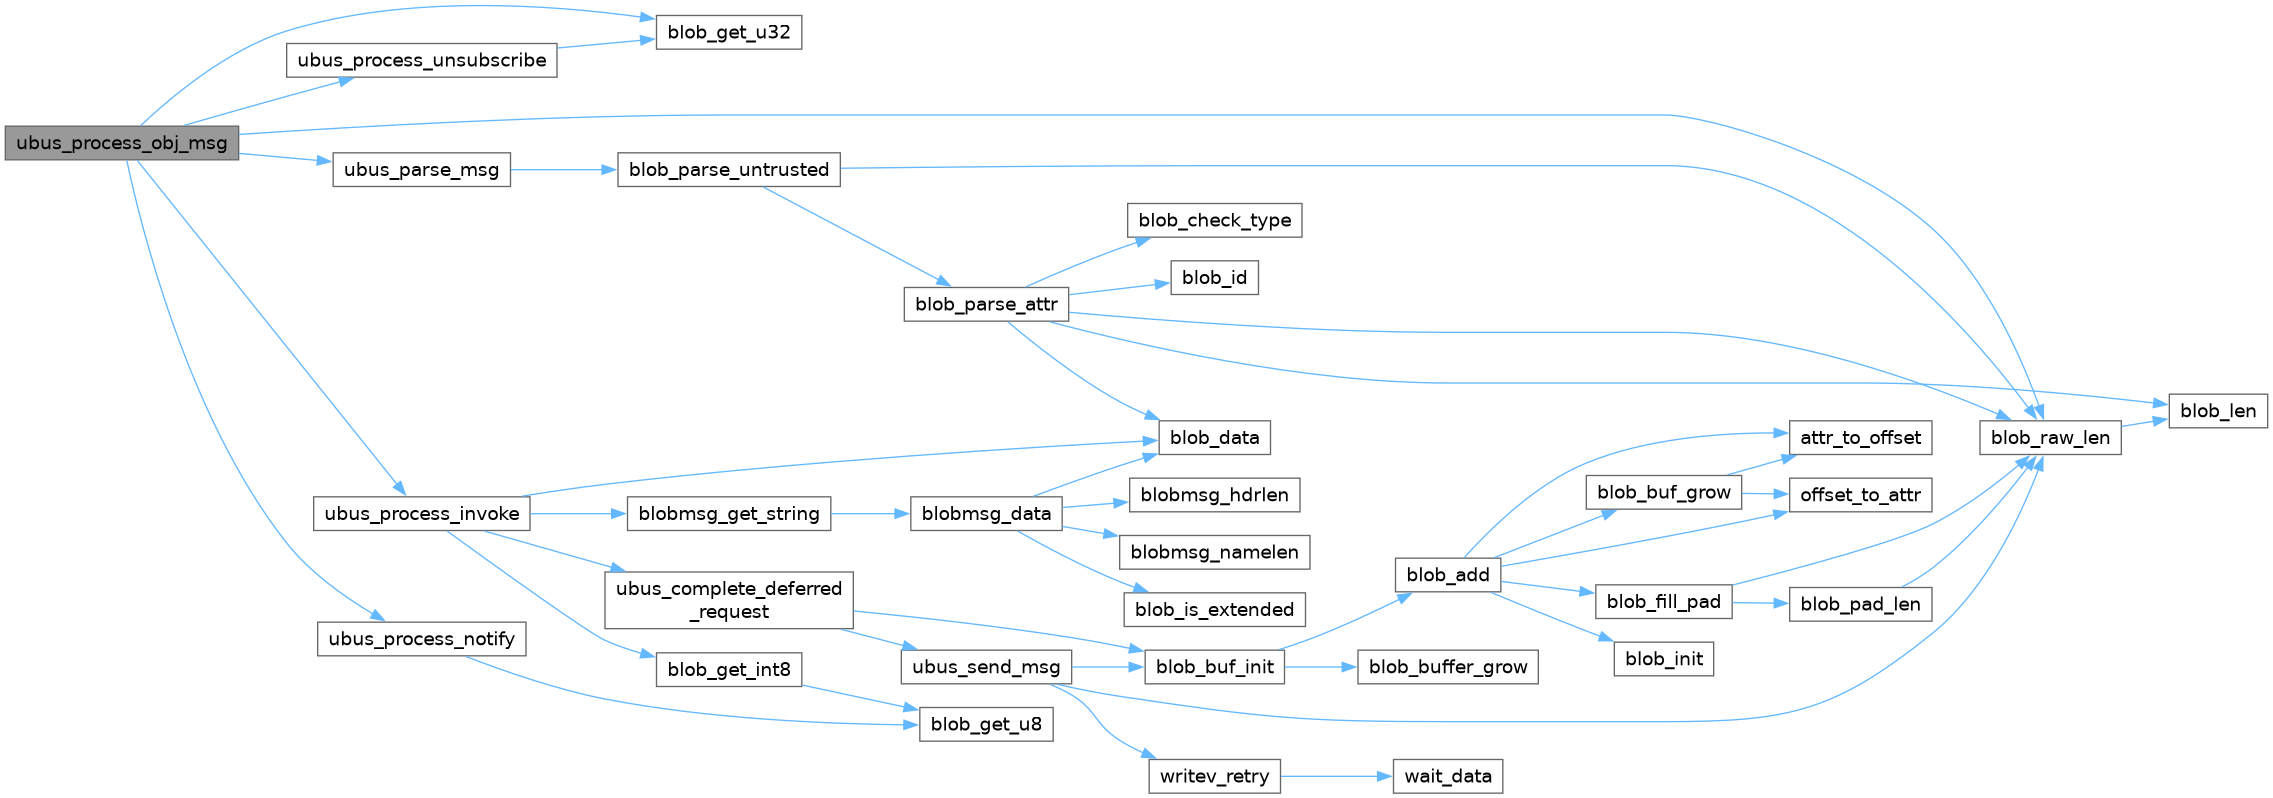 blob_get_u32
ubus_process_unsubscribe
ubus_process_obj_msg
ubus_parse_msg
blob_parse_untrusted
blob_check_type
blob_id
blob_parse_attr
blob_len
blob_data
attr_to_offset
blob_raw_len
blob_buf_grow
offset_to_attr
blobmsg_hdrlen
ubus_process_invoke
blobmsg_get_string
blobmsg_data
blobmsg_namelen
blob_add
ubus_complete_deferred
_request
blob_fill_pad
blob_pad_len
blob_is_extended
ubus_process_notify
blob_init
blob_get_int8
ubus_send_msg
blob_buf_init
blob_buffer_grow
blob_get_u8
writev_retry
wait_data